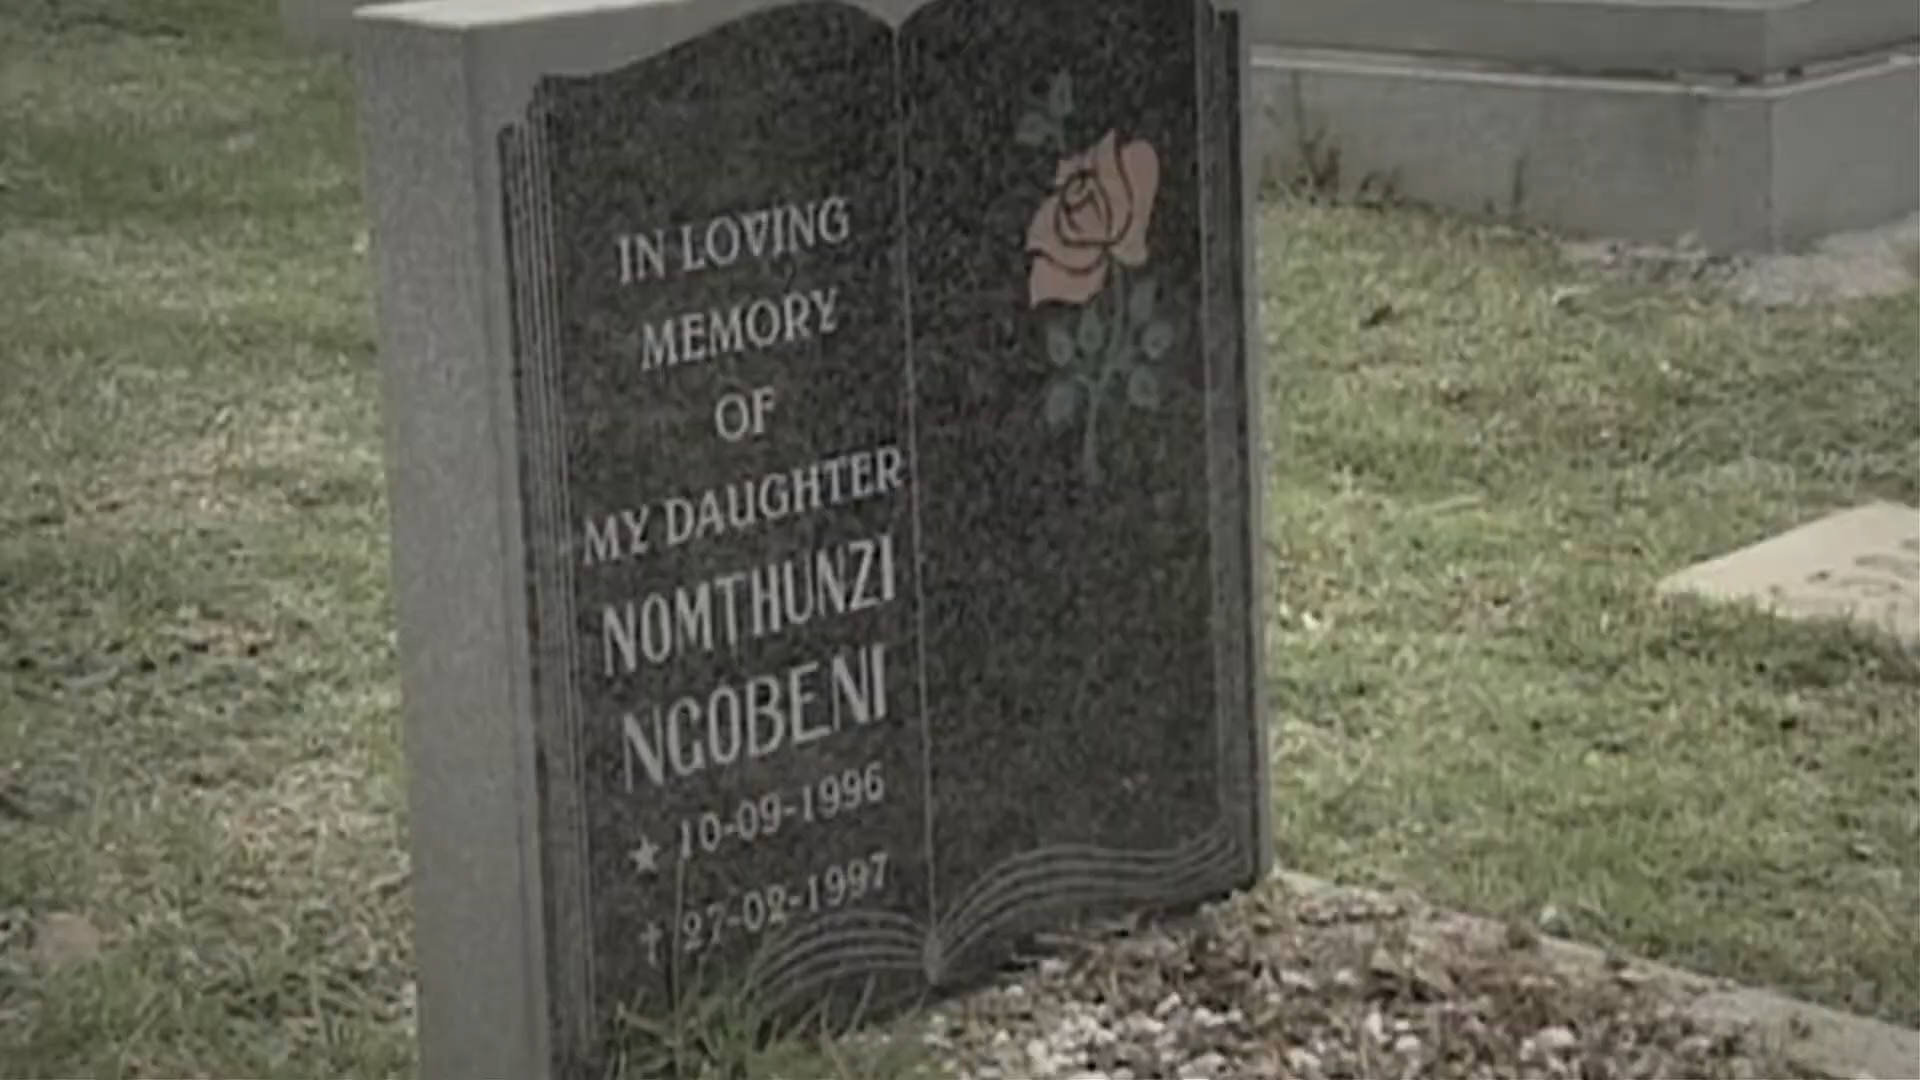 IN LOVING
MEMORY
OF
MY DAUGHTER
NOMTHUNZI
NGOBENI
★ 10-09-1996
† 27-02-1997